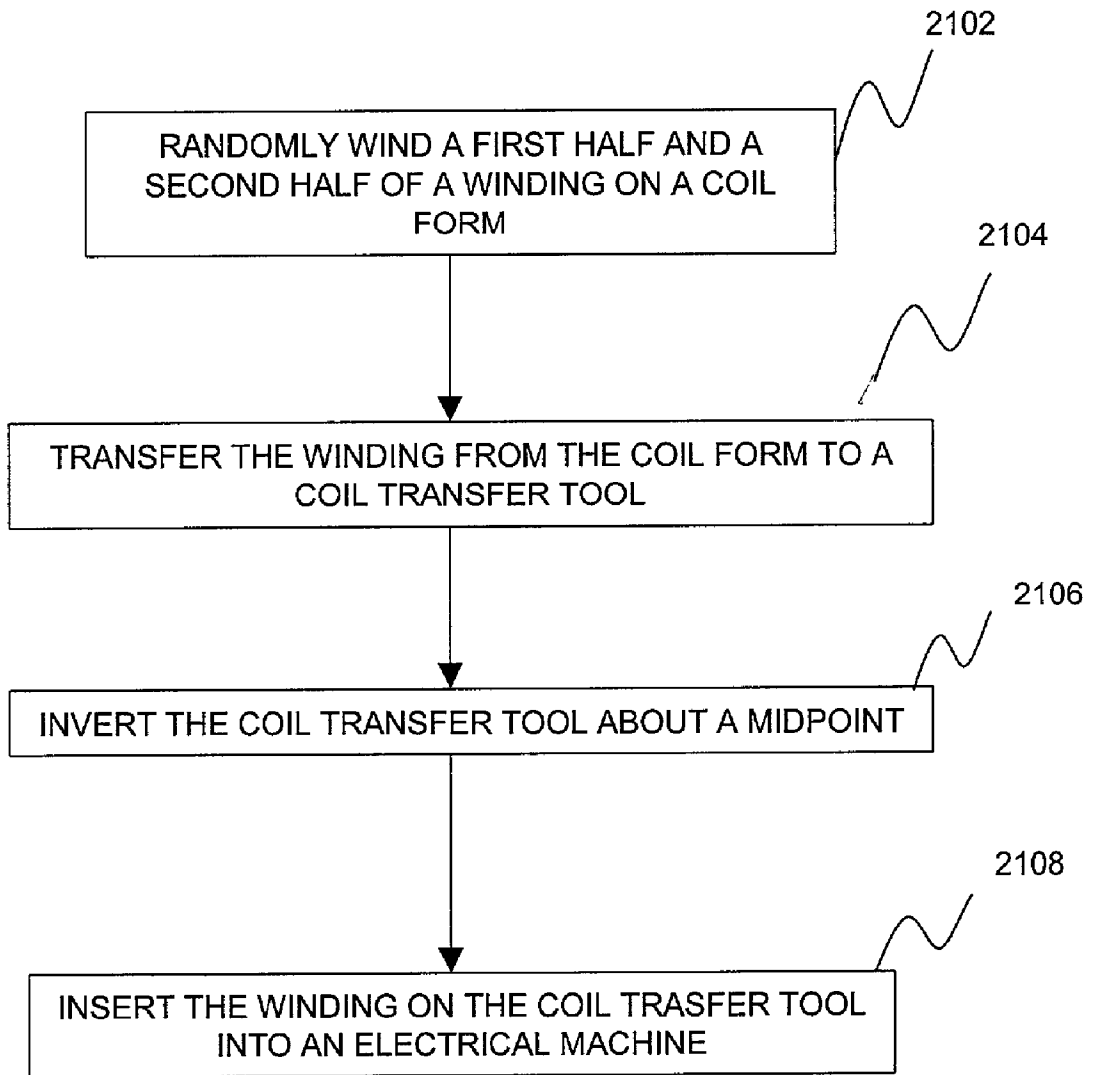 2102
RANDOMLY WIND A FIRST HALF AND A
SECOND HALF OF A WINDING ON A COIL
FORM
2104
TRANSFER THE WINDING FROM THE COIL FORM TO A
COIL TRANSFER TOOL
2106
INVERT THE COIL TRANSFER TOOL ABOUT A MIDPOINT
2108
INSERT THE WINDING ON THE COIL TRASFER TOOL
INTO AN ELECTRICAL MACHINE